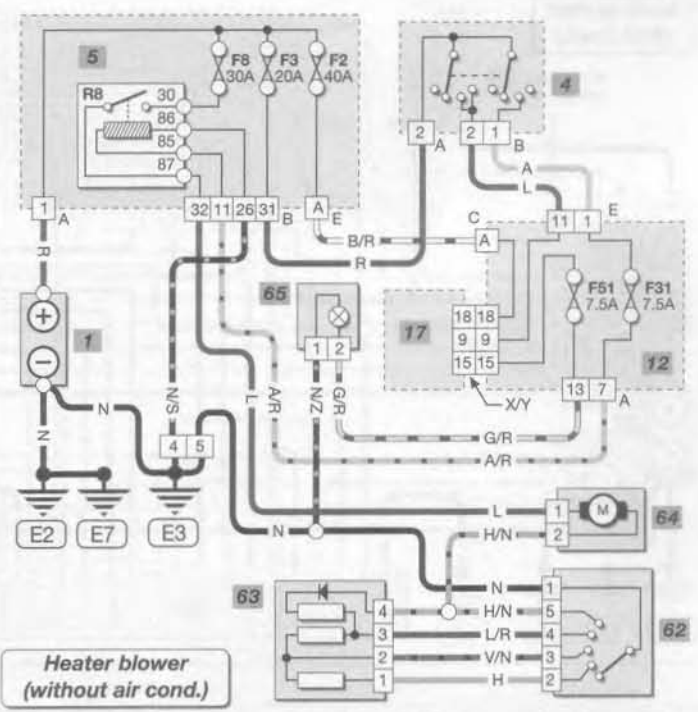 5
F8
30A
F3
20A
F2
40A
R8
30
86
85
87
4
2
A
2
1
B
A
L
1
A
32
11
26
31
B
A
E
B/R
R
C
A
11
1
E
R
65
1
2
F51
7.5A
F31
7.5A
17
18
18
9
9
15
15
12
X/Y
13
7
A
1
N
N
N/S
L
A/R
N/Z
G/R
G/R
A/R
4
5
E2
E7
E3
N
L
H/N
1
2
M
64
63
4
3
2
1
N
H/N
L/R
V/N
H
1
5
4
3
2
62
Heater blower
(without air cond.)